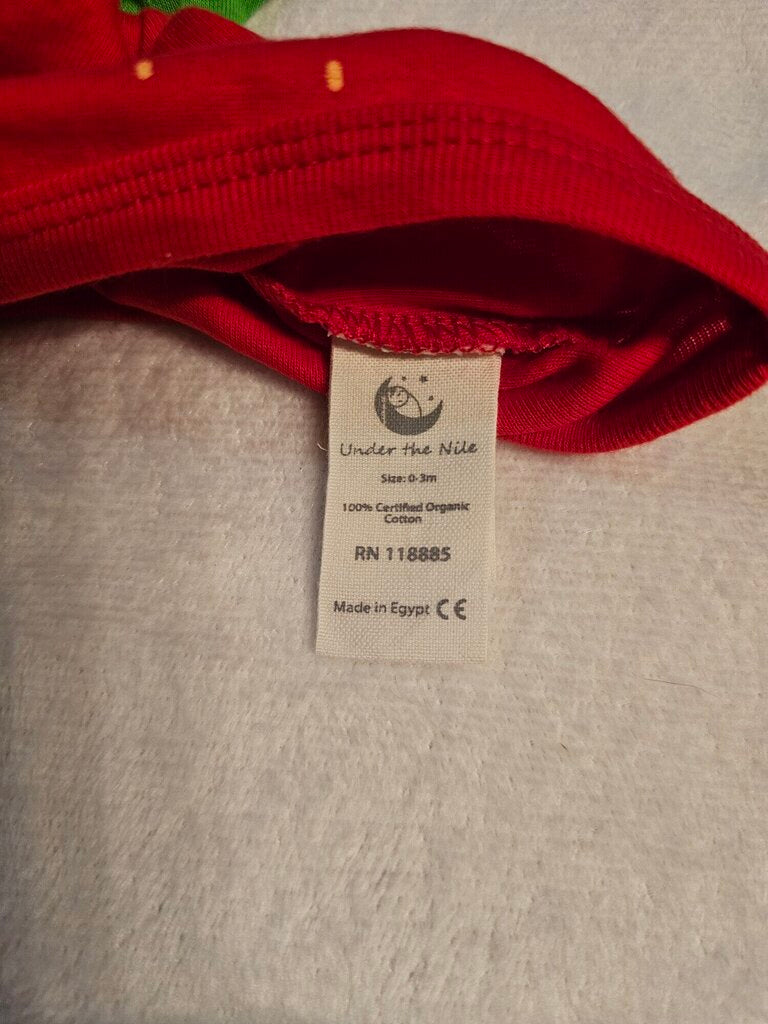 Under the Nile
Size: 0-3m
100% Certified Organic
Cotton
RN 118885
Made in Egypt CE